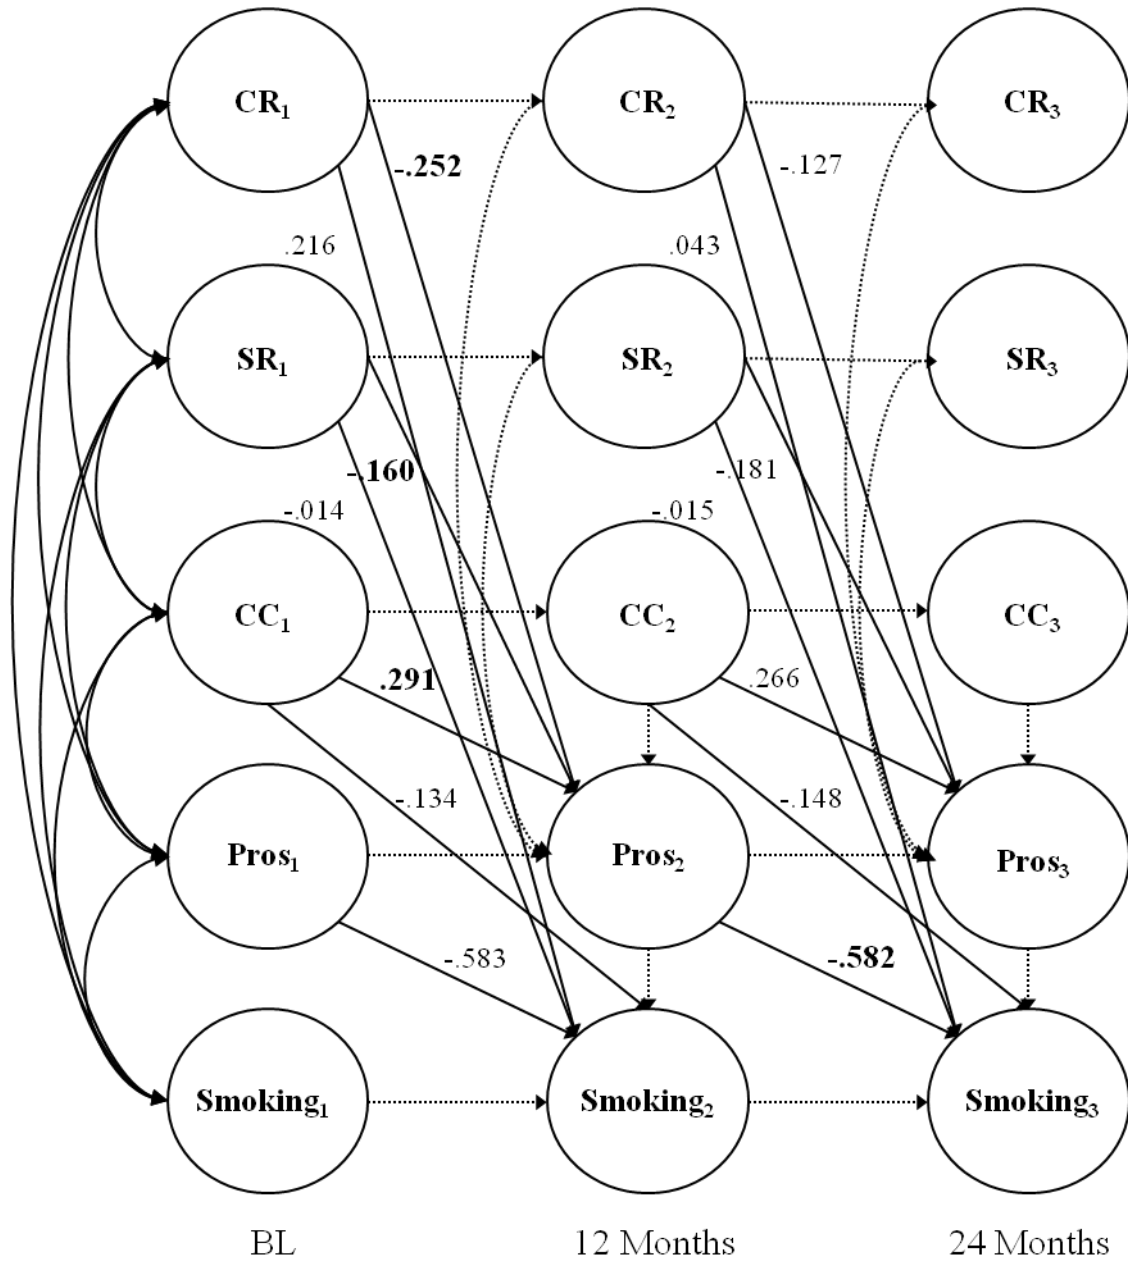 CR₁ CR₂ CR₃
-.252 -.127
.216 .043
SR₁ SR₂ SR₃
-.160 -.181
-.014 -.015
CC₁ CC₂ CC₃
.291 .266
-.134 -.148
Pros₁ Pros₂ Pros₃
-.583 -.582
Smoking₁ Smoking₂ Smoking₃
BL 12 Months 24 Months